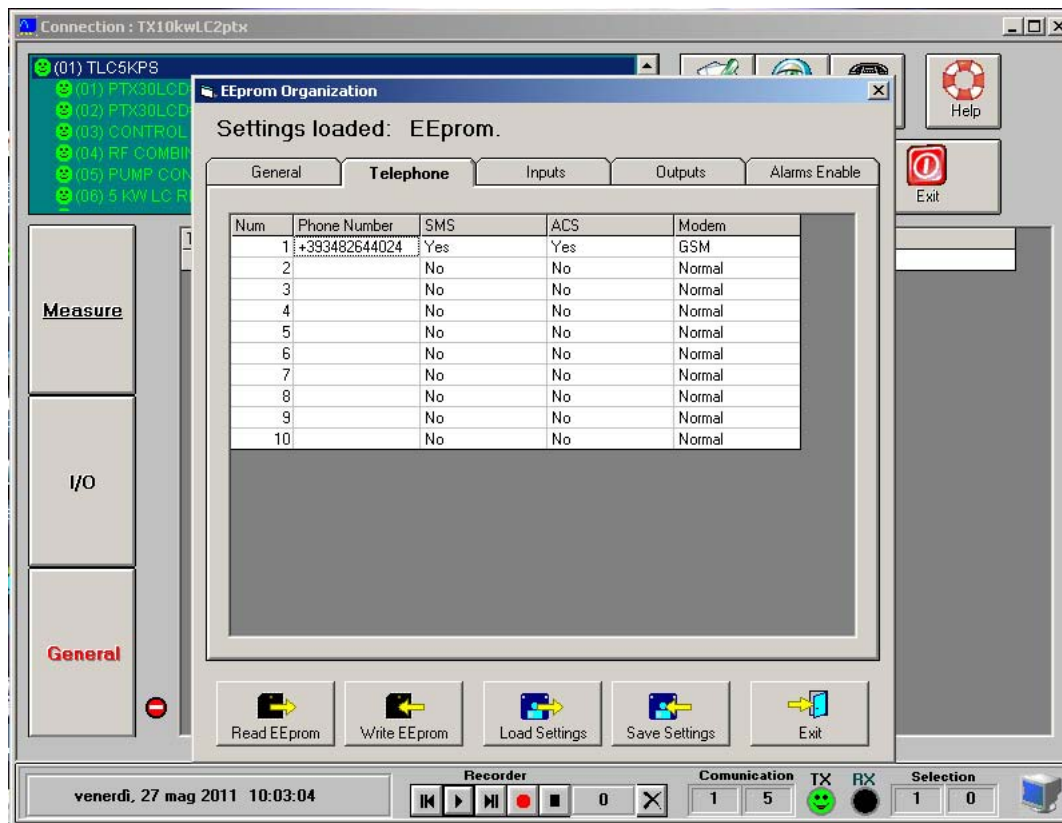 Connection : TX10kwLC2ptx
(01) TLC5KPS
(01) PTX30LCD
(02) PTX30LCD
(03) CONTROL
(04) RF COMBIN
(05) PUMP CON
(06) 5 KW LC R
Help
Exit
EEprom Organization
Settings loaded: EEprom.
General Telephone Inputs Outputs Alarms Enable
Num Phone Number SMS ACS Modem
1 +393482644024 Yes Yes GSM
2 No No Normal
3 No No Normal
4 No No Normal
5 No No Normal
6 No No Normal
7 No No Normal
8 No No Normal
9 No No Normal
10 No No Normal
Measure
I/O
General
Read EEprom Write EEprom Load Settings Save Settings Exit
venerdì, 27 mag 2011 10:03:04
Recorder
0
Comunication
1 5
TX RX
Selection
1 0